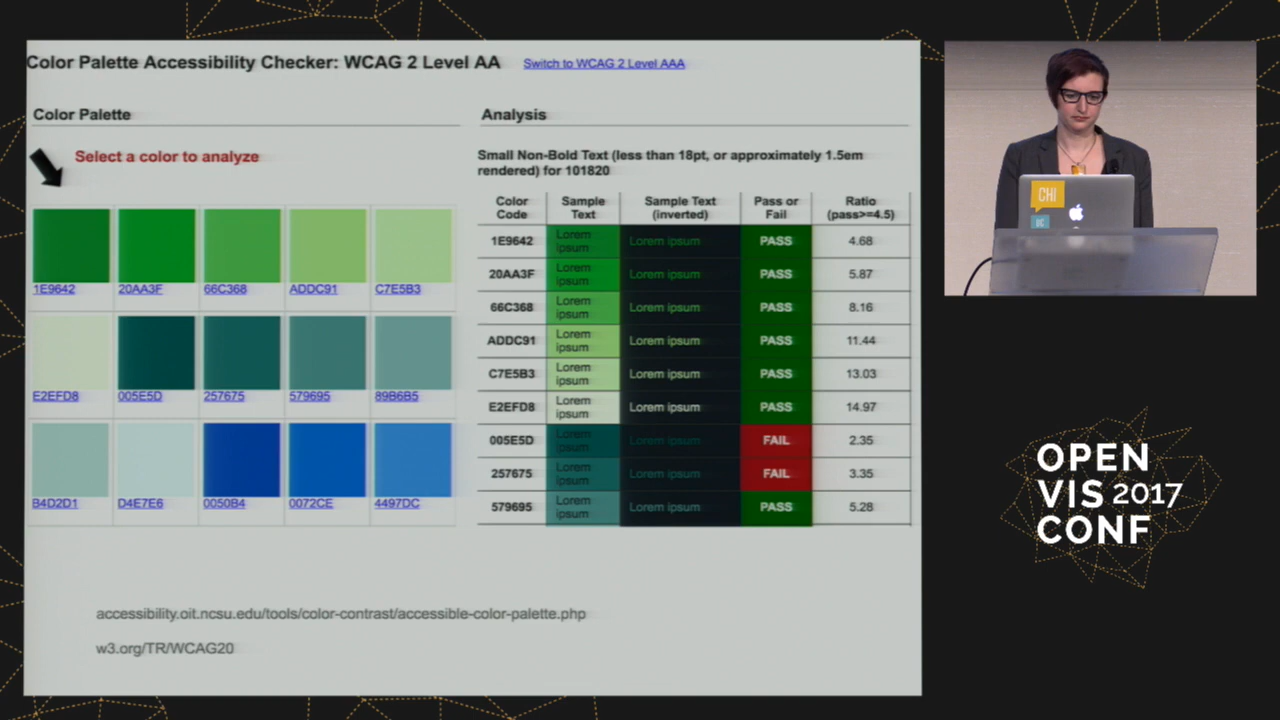 Color Palette Accessibility Checker: WCAG 2 Level AA Switch to WCAG 2 Level AAA
Color Palette
Select a color to analyze
1E9642 20AA3F 66C368 ADDC91 C7E5B3
E2EFD8 005E5D 257675 579695 89B6B5
B4D2D1 D4E7E6 0050B4 0072CE 4497DC
Analysis
Small Non-Bold Text (less than 18pt, or approximately 1.5em
rendered) for 101820
Color Code Sample Text Sample Text (inverted) Pass or Fail Ratio (pass>=4.5)
1E9642 Lorem ipsum Lorem ipsum PASS 4.68
20AA3F Lorem ipsum Lorem ipsum PASS 5.87
66C368 Lorem ipsum Lorem ipsum PASS 8.16
ADDC91 Lorem ipsum Lorem ipsum PASS 11.44
C7E5B3 Lorem ipsum Lorem ipsum PASS 13.03
E2EFD8 Lorem ipsum Lorem ipsum PASS 14.97
005E5D Lorem ipsum Lorem ipsum FAIL 2.35
257675 Lorem ipsum Lorem ipsum FAIL 3.35
579695 Lorem ipsum Lorem ipsum PASS 5.28
accessibility.oit.ncsu.edu/tools/color-contrast/accessible-color-palette.php
w3.org/TR/WCAG20
CHI
OPEN
VIS 2017
CONF